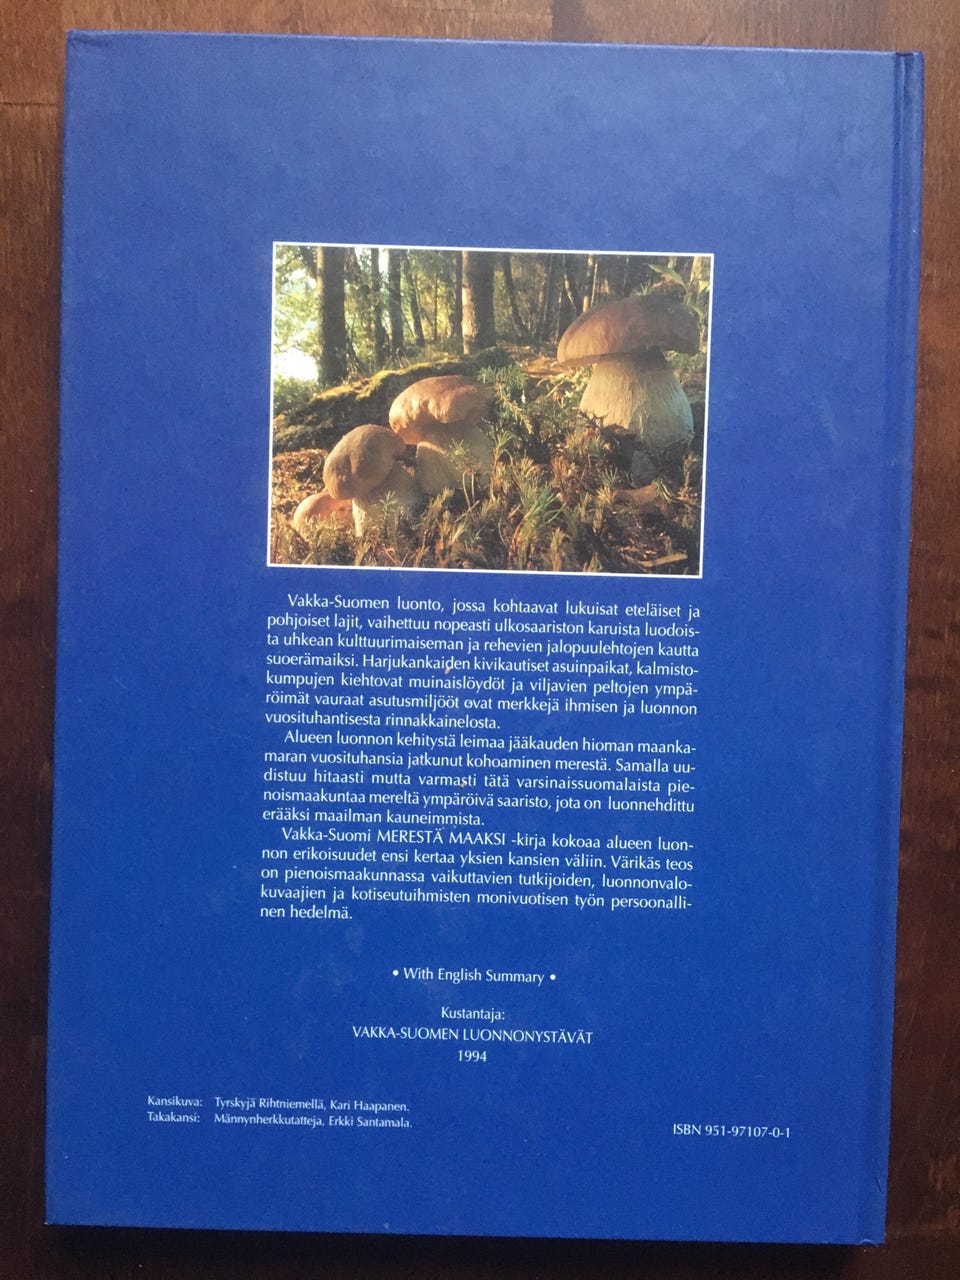 Vakka-Suomen luonto, jossa kohtaavat lukuisat eteläiset ja
pohjoiset lajit, vaihettuu nopeasti ulkosaariston karuista luodois-
ta uhkean kulttuurimaiseman ja rehevien jalopuulehtojen kautta
suoerämaiksi. Harjukankaiden kivikautiset asuinpaikat, kalmisto-
kumpujen kiehtovat muinaislöydöt ja viljavien peltojen ympä-
röimät vauraat asutusmiljööt ovat merkkejä ihmisen ja luonnon
vuosituhantisesta rinnakkainelosta.
Alueen luonnon kehitystä leimaa jääkauden hioman maanka-
maran vuosituhansia jatkunut kohoaminen merestä. Samalla uu-
distuu hitaasti mutta varmasti tätä varsinaissuomalaista pie-
noismaakuntaa mereltä ympäröivä saaristo, jota on luonnehdittu
erääksi maailman kauneimmista.
Vakka-Suomi MERESTÄ MAAKSI -kirja kokoaa alueen luon-
non erikoisuudet ensi kertaa yksien kansien väliin. Värikäs teos
on pienoismaakunnassa vaikuttavien tutkijoiden, luonnonvalo-
kuvaajien ja kotiseutuihmisten monivuotisen työn persoonalli-
nen hedelmä.
• With English Summary •
Kustantaja:
VAKKA-SUOMEN LUONNONYSTÄVÄT
1994
Kansikuva: Tyrskyjä Rihtniemellä, Kari Haapanen.
Takakansi: Männynherkkutatteja, Erkki Santamala.
ISBN 951-97107-0-1